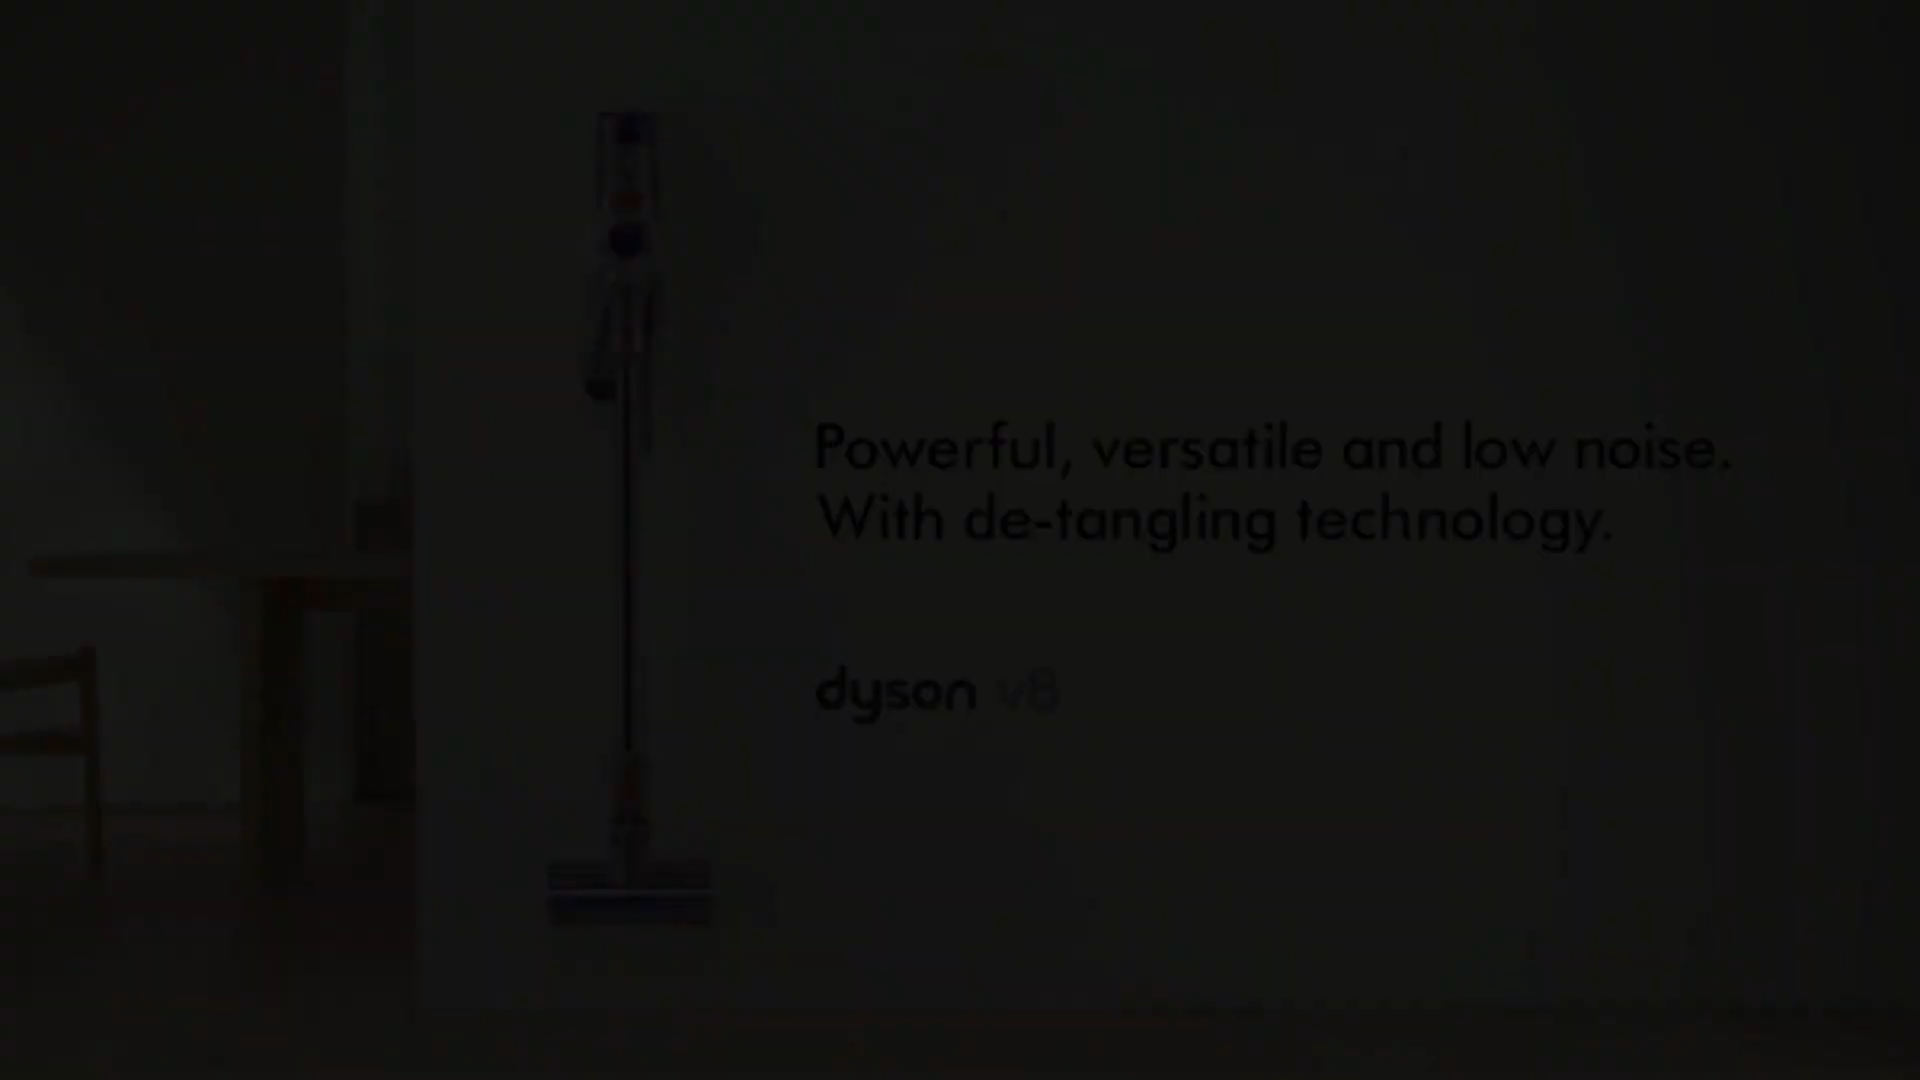 Powerful, versatile and low noise.
With de-tangling technology.
dyson v8